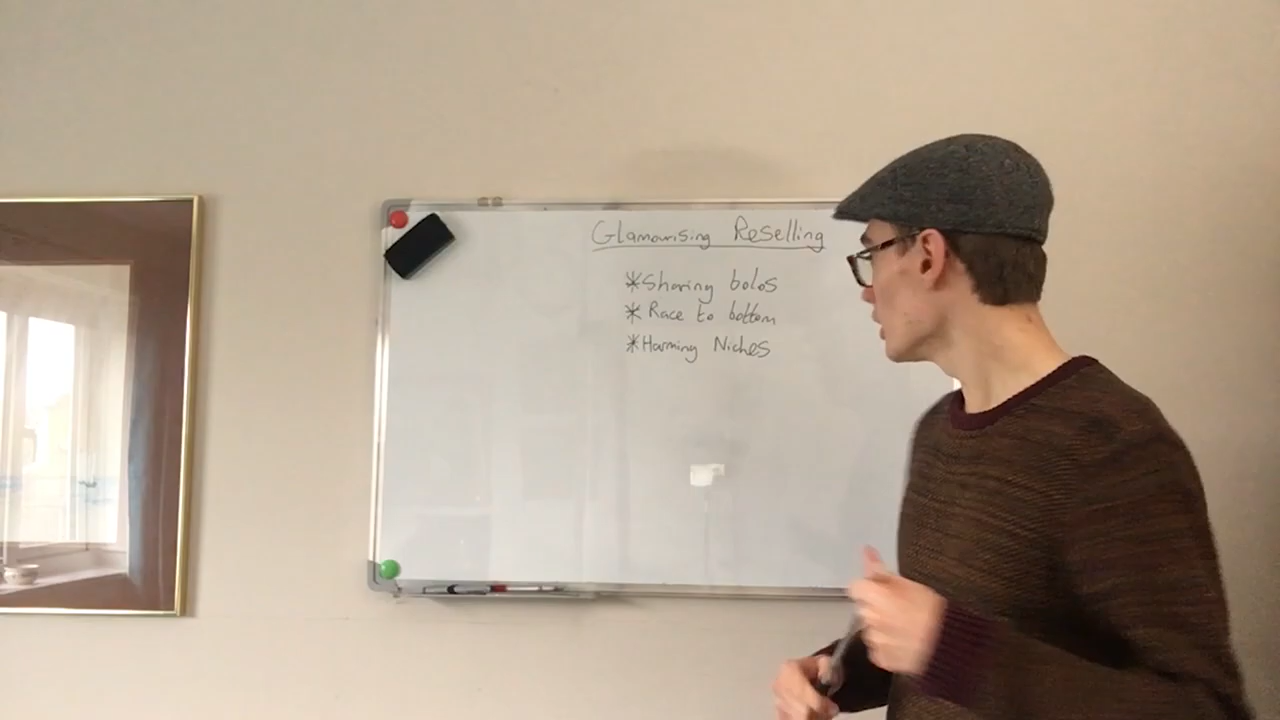 Glamourising Reselling
* Sharing bolos
* Race to bottom
* Harming Niches